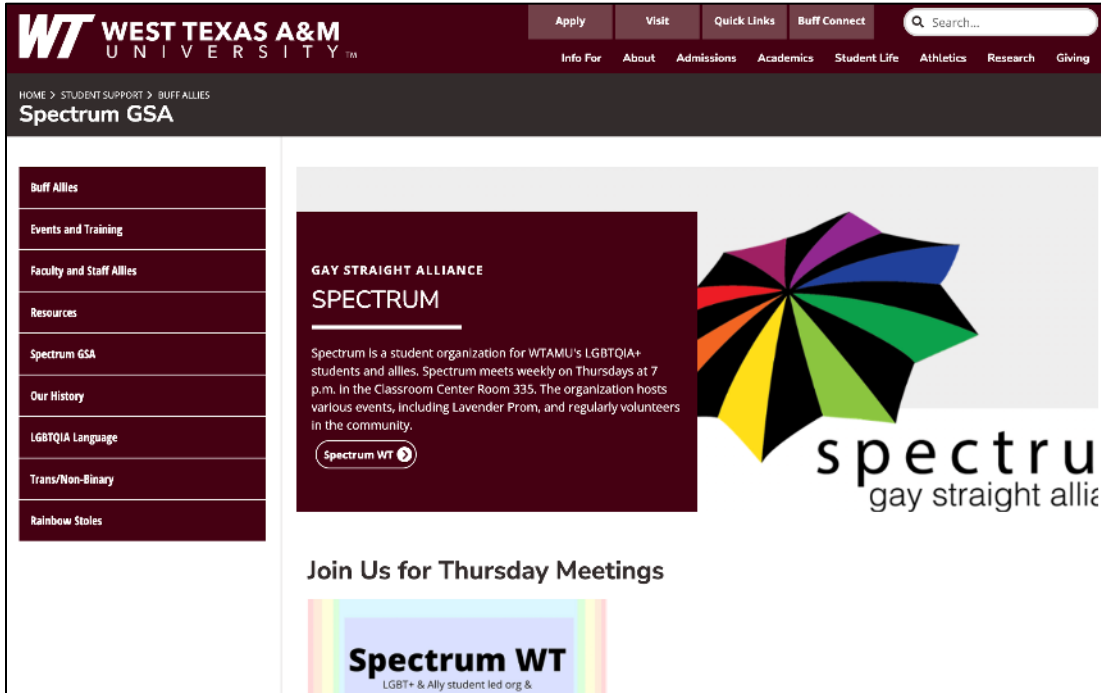 WT WEST TEXAS A&M
UNIVERSITY™
Apply Visit Quick Links Buff Connect Search...
Info For About Admissions Academics Student Life Athletics Research Giving
HOME > STUDENT SUPPORT > BUFF ALLIES
Spectrum GSA
Buff Allies
Events and Training
Faculty and Staff Allies
Resources
Spectrum GSA
Our History
LGBTQIA Language
Trans/Non-Binary
Rainbow Stoles
GAY STRAIGHT ALLIANCE
SPECTRUM
Spectrum is a student organization for WTAMU's LGBTQIA+
students and allies. Spectrum meets weekly on Thursdays at 7
p.m. in the Classroom Center Room 335. The organization hosts
various events, including Lavender Prom, and regularly volunteers
in the community.
Spectrum WT
spectru
gay straight allia
Join Us for Thursday Meetings
Spectrum WT
LGBT+ & Ally student led org &